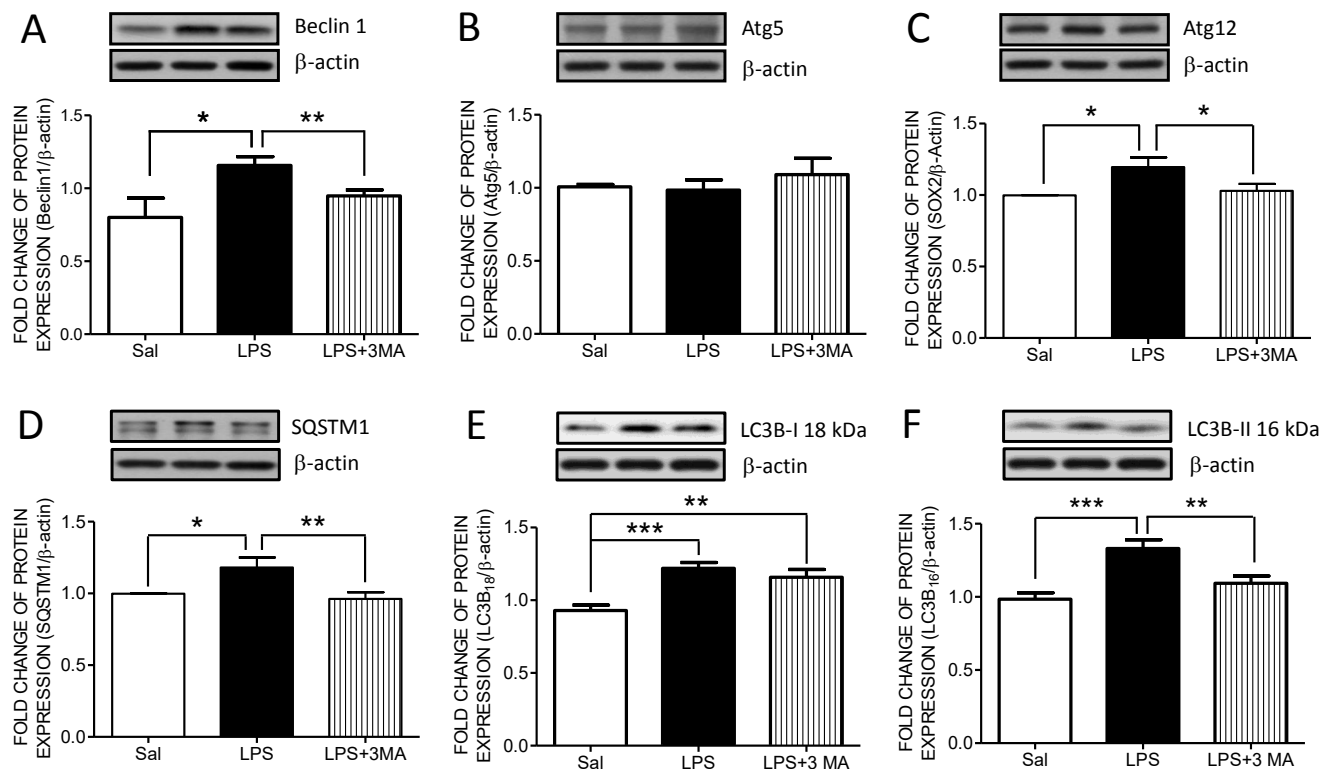 A
Beclin 1
β-actin
FOLD CHANGE OF PROTEIN
EXPRESSION (Beclin1/β-actin)
1.5
1.0
0.5
0.0
*
**
Sal LPS LPS+3MA
B
Atg5
β-actin
FOLD CHANGE OF PROTEIN
EXPRESSION (Atg5/β-actin)
1.5
1.0
0.5
0.0
Sal LPS LPS+3MA
C
Atg12
β-actin
FOLD CHANGE OF PROTEIN
EXPRESSION (SOX2/β-Actin)
1.5
1.0
0.5
0.0
*
*
Sal LPS LPS+3MA
D
SQSTM1
β-actin
FOLD CHANGE OF PROTEIN
EXPRESSION (SQSTM1/β-actin)
1.5
1.0
0.5
0.0
*
**
Sal LPS LPS+3MA
E
LC3B-I 18 kDa
β-actin
FOLD CHANGE OF PROTEIN
EXPRESSION (LC3B18/β-actin)
1.5
1.0
0.5
0.0
**
***
Sal LPS LPS+3MA
F
LC3B-II 16 kDa
β-actin
FOLD CHANGE OF PROTEIN
EXPRESSION (LC3B16/β-actin)
1.5
1.0
0.5
0.0
***
**
Sal LPS LPS+3 MA